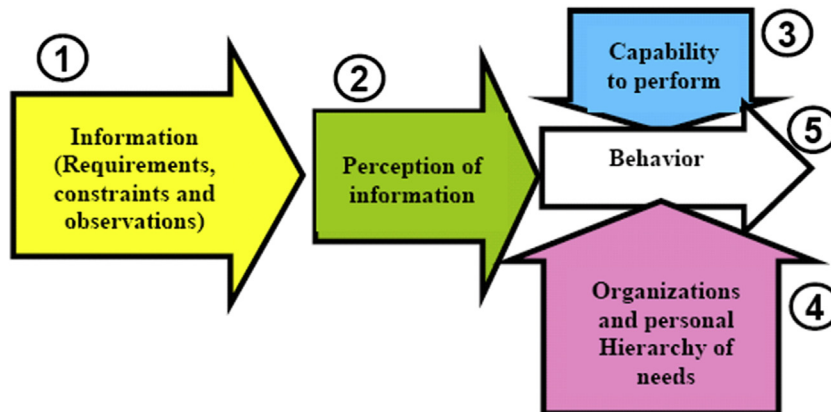 1
Information
(Requirements,
constraints and
observations)
2
Perception of
information
3
Capability
to perform
5
Behavior
4
Organizations
and personal
Hierarchy of
needs